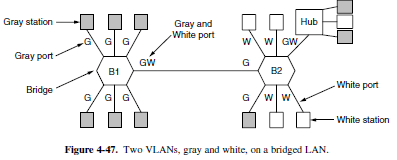 Gray station
Gray and
White port
Hub
G G G
W W GW
Gray port
GW
G
B1
B2
Bridge
White port
G G G
G W W
White station
Figure 4-47. Two VLANs, gray and white, on a bridged LAN.